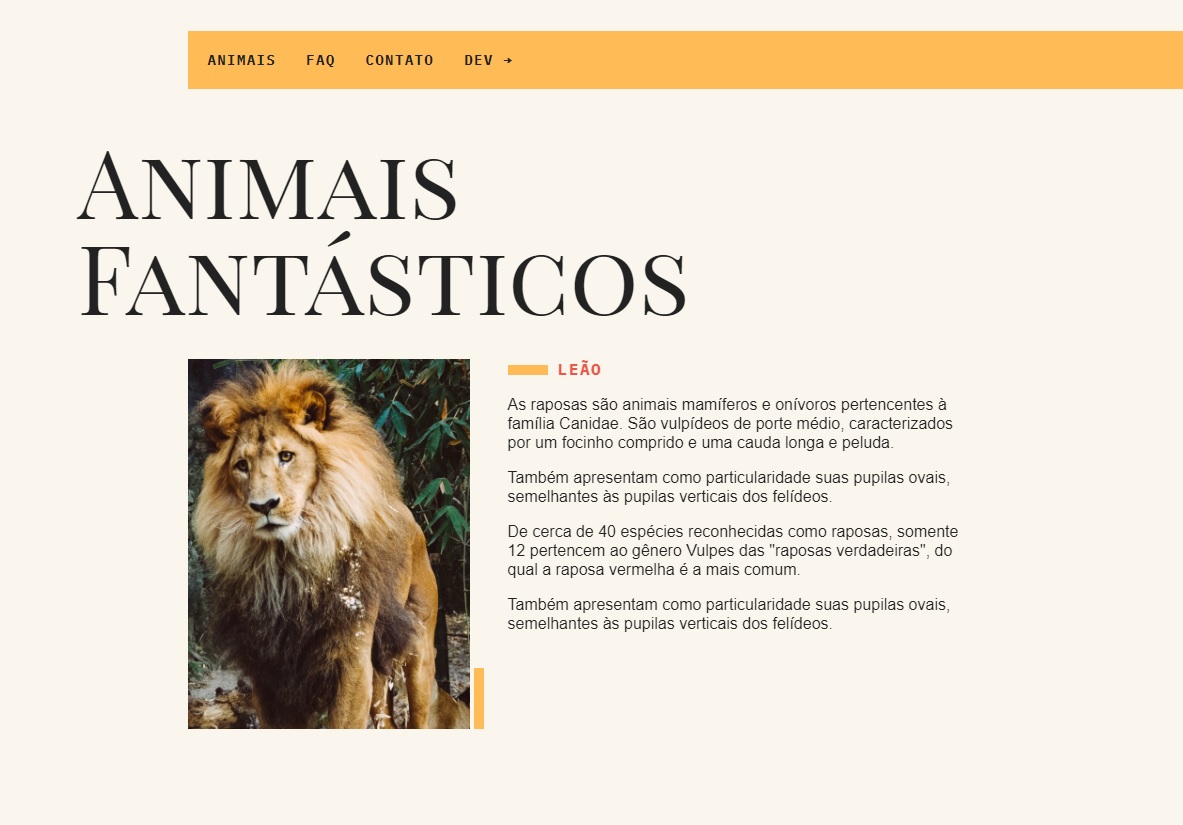 ANIMAIS FAQ CONTATO DEV →
ANIMAIS
FANTÁSTICOS
LEÃO
As raposas são animais mamíferos e onívoros pertencentes à
família Canidae. São vulpídeos de porte médio, caracterizados
por um focinho comprido e uma cauda longa e peluda.
Também apresentam como particularidade suas pupilas ovais,
semelhantes às pupilas verticais dos felídeos.
De cerca de 40 espécies reconhecidas como raposas, somente
12 pertencem ao gênero Vulpes das "raposas verdadeiras", do
qual a raposa vermelha é a mais comum.
Também apresentam como particularidade suas pupilas ovais,
semelhantes às pupilas verticais dos felídeos.